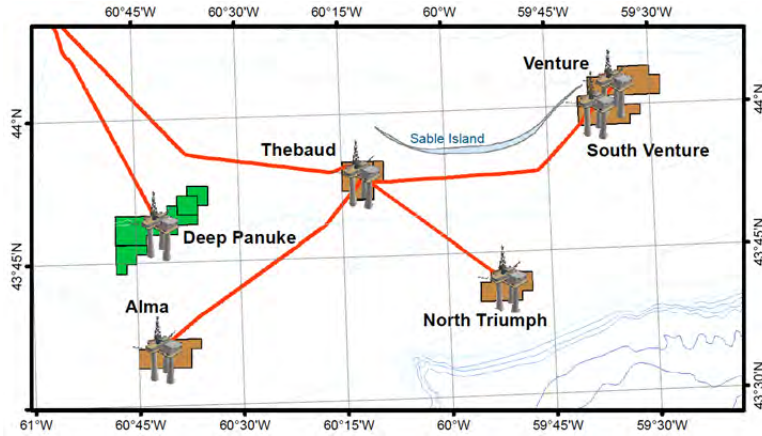 60°45'W 60°30'W 60°15'W 60°0'W 59°45'W 59°30'W
Venture
44°N
44°N
Sable Island
Thebaud
South Venture
Deep Panuke
43°45'N
43°45'N
Alma
North Triumph
43°30'N
61°W 60°45'W 60°30'W 60°15'W 60°0'W 59°45'W 59°30'W